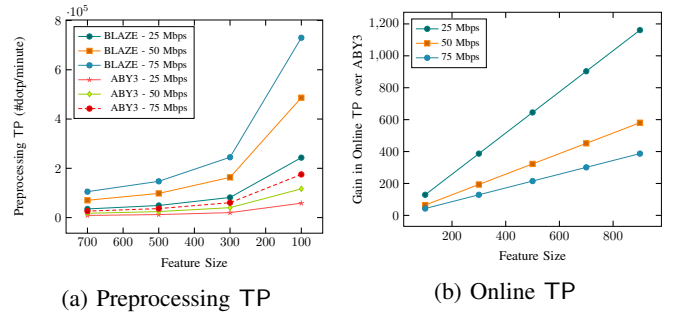 ·10⁵
8
6
4
2
0
Preprocessing TP (#dotp/minute)
BLAZE - 25 Mbps
BLAZE - 50 Mbps
BLAZE - 75 Mbps
ABY3 - 25 Mbps
ABY3 - 50 Mbps
ABY3 - 75 Mbps
700 600 500 400 300 200 100
Feature Size
(a) Preprocessing TP
1,200
1,000
800
600
400
200
0
Gain in Online TP over ABY3
25 Mbps
50 Mbps
75 Mbps
200 400 600 800
Feature Size
(b) Online TP